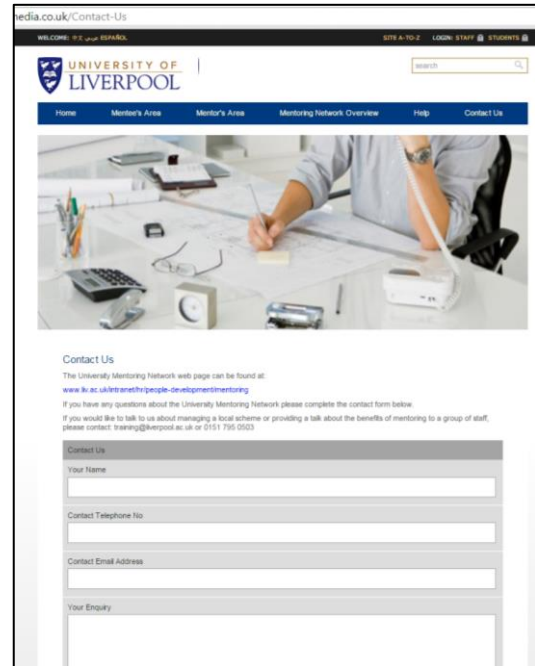 nedia.co.uk/Contact-Us
WELCOME: 中文 عربي ESPAÑOL
SITE A-TO-Z LOGIN: STAFF STUDENTS
UNIVERSITY OF
LIVERPOOL
search
Home Mentee's Area Mentor's Area Mentoring Network Overview Help Contact Us
Contact Us
The University Mentoring Network web page can be found at:
www.liv.ac.uk/intranet/hr/people-development/mentoring
If you have any questions about the University Mentoring Network please complete the contact form below.
If you would like to talk to us about managing a local scheme or providing a talk about the benefits of mentoring to a group of staff,
please contact: training@liverpool.ac.uk or 0151 795 0503
Contact Us
Your Name
Contact Telephone No
Contact Email Address
Your Enquiry